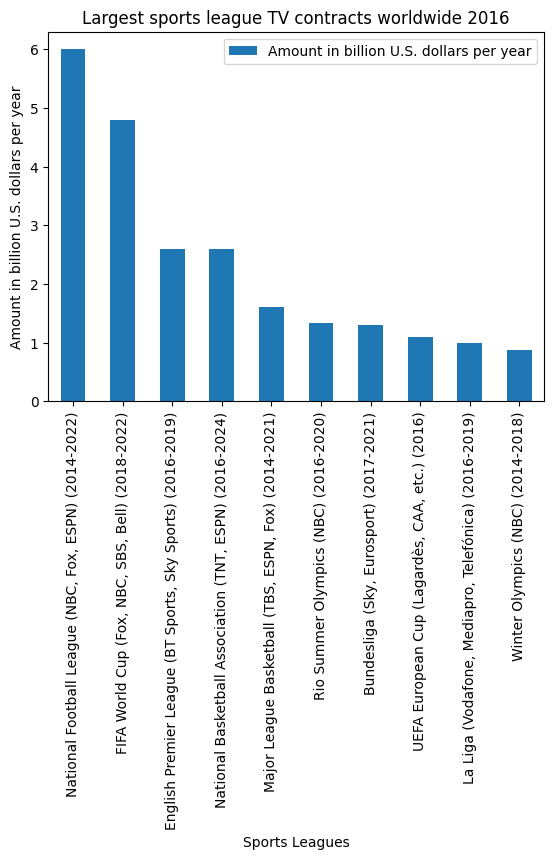 Largest sports league TV contracts worldwide 2016
Amount in billion U.S. dollars per year
Amount in billion U.S. dollars per year
6
5
4
3
2
1
0
National Football League (NBC, Fox, ESPN) (2014-2022)
FIFA World Cup (Fox, NBC, SBS, Bell) (2018-2022)
English Premier League (BT Sports, Sky Sports) (2016-2019)
National Basketball Association (TNT, ESPN) (2016-2024)
Major League Basketball (TBS, ESPN, Fox) (2014-2021)
Rio Summer Olympics (NBC) (2016-2020)
Bundesliga (Sky, Eurosport) (2017-2021)
UEFA European Cup (Lagardès, CAA, etc.) (2016)
La Liga (Vodafone, Mediapro, Telefónica) (2016-2019)
Winter Olympics (NBC) (2014-2018)
Sports Leagues